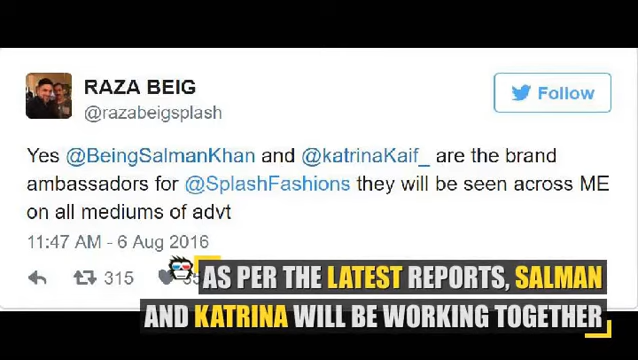 RAZA BEIG
@razabeigsplash
Follow
Yes @BeingSalmanKhan and @katrinaKaif_ are the brand
ambassadors for @SplashFashions they will be seen across ME
on all mediums of advt
11:47 AM - 6 Aug 2016
315
AS PER THE LATEST REPORTS, SALMAN
AND KATRINA WILL BE WORKING TOGETHER